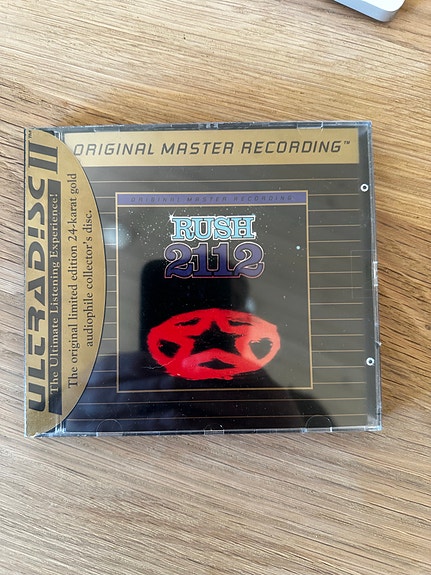 ORIGINAL MASTER RECORDING™
ULTRADISC II
The Ultimate Listening Experience!
The original limited edition 24-karat gold
audiophile collector's disc.
ORIGINAL MASTER RECORDING
RUSH
2112